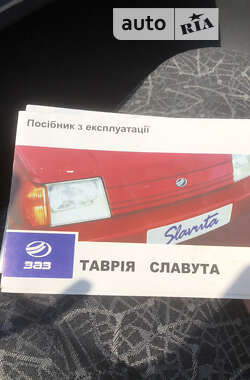 auto RIA
Посібник з експлуатації
Slavuta
ЗАЗ
ТАВРІЯ СЛАВУТА